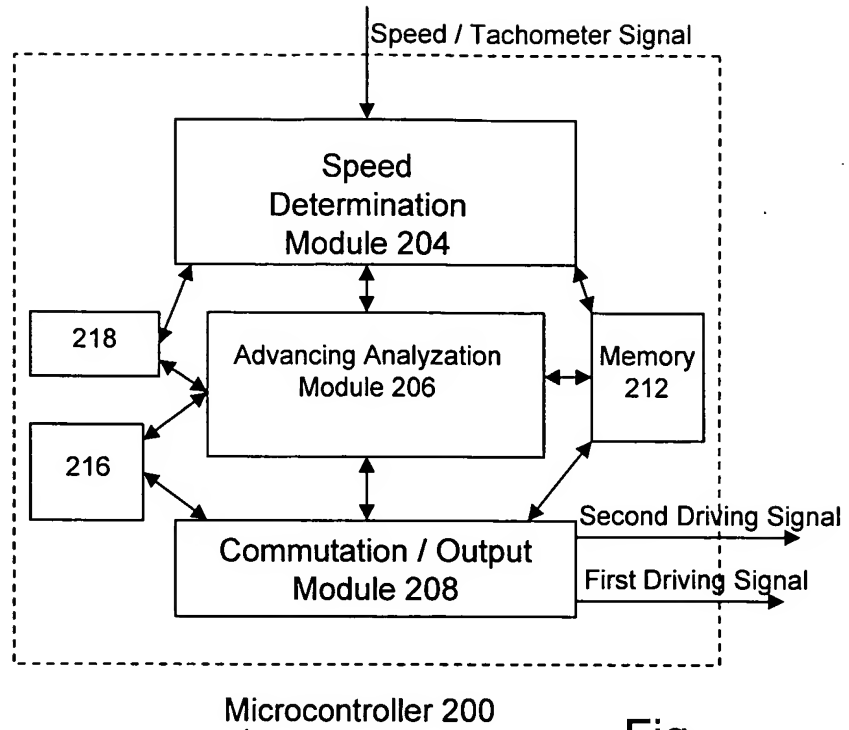 Speed / Tachometer Signal
Speed
Determination
Module 204
218
Advancing Analyzation
Module 206
Memory
212
216
Second Driving Signal
Commutation / Output
Module 208
First Driving Signal
Microcontroller 200
Fig